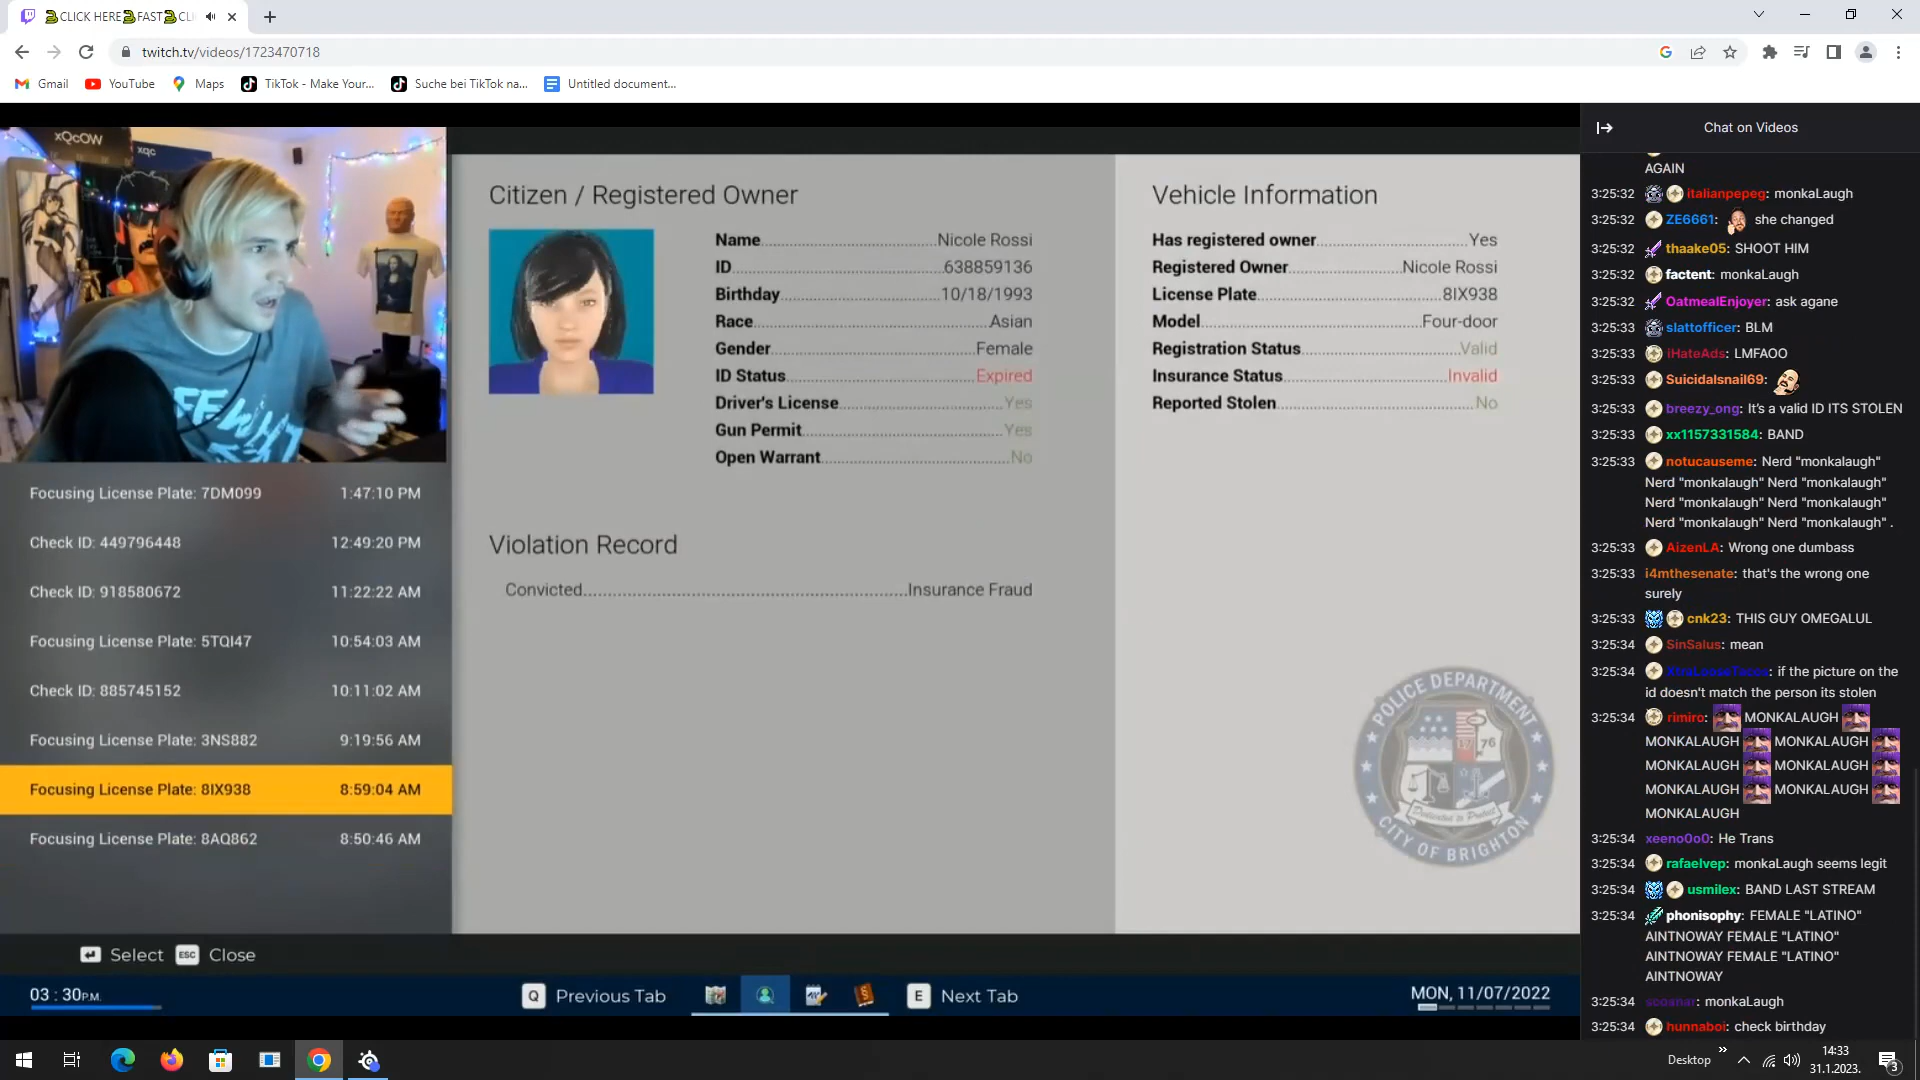 CLICK HERE FAST CLI
twitch.tv/videos/1723470718
Gmail
YouTube
Maps
TikTok - Make Your...
Suche bei TikTok na...
Untitled document...
xQcOW
xqc
Citizen / Registered Owner
Name Nicole Rossi
ID 638859136
Birthday 10/18/1993
Race Asian
Gender Female
ID Status Expired
Driver's License Yes
Gun Permit Yes
Open Warrant No
Violation Record
Convicted Insurance Fraud
Vehicle Information
Has registered owner Yes
Registered Owner Nicole Rossi
License Plate 8IX938
Model Four-door
Registration Status Valid
Insurance Status Invalid
Reported Stolen No
POLICE DEPARTMENT
17 76
CITY OF BRIGHTON
Focusing License Plate: 7DM099 1:47:10 PM
Check ID: 449796448 12:49:20 PM
Check ID: 918580672 11:22:22 AM
Focusing License Plate: 5TQI47 10:54:03 AM
Check ID: 885745152 10:11:02 AM
Focusing License Plate: 3NS882 9:19:56 AM
Focusing License Plate: 8IX938 8:59:04 AM
Focusing License Plate: 8AQ862 8:50:46 AM
Select ESC Close
03 : 30 P.M.
Q Previous Tab
E Next Tab
MON, 11/07/2022
Chat on Videos
AGAIN
3:25:32 italianpepeg: monkaLaugh
3:25:32 ZE6661: she changed
3:25:32 thaake05: SHOOT HIM
3:25:32 factent: monkaLaugh
3:25:32 OatmealEnjoyer: ask agane
3:25:33 slattofficer: BLM
3:25:33 iHateAds: LMFAOO
3:25:33 Suicidalsnail69:
3:25:33 breezy_ong: It's a valid ID ITS STOLEN
3:25:33 xx1157331584: BAND
3:25:33 notucauseme: Nerd "monkalaugh"
Nerd "monkalaugh" Nerd "monkalaugh"
Nerd "monkalaugh" Nerd "monkalaugh"
Nerd "monkalaugh" Nerd "monkalaugh" .
3:25:33 AizenLA: Wrong one dumbass
3:25:33 i4mthesenate: that's the wrong one
surely
3:25:33 cnk23: THIS GUY OMEGALUL
3:25:34 SinSalus: mean
3:25:34 XtraLooseTacos: if the picture on the
id doesn't match the person its stolen
3:25:34 rimiro: MONKALAUGH
MONKALAUGH MONKALAUGH
MONKALAUGH MONKALAUGH
MONKALAUGH MONKALAUGH
MONKALAUGH
3:25:34 xeeno0o0: He Trans
3:25:34 rafaelvep: monkaLaugh seems legit
3:25:34 usmilex: BAND LAST STREAM
3:25:34 phonisophy: FEMALE "LATINO"
AINTNOWAY FEMALE "LATINO"
AINTNOWAY FEMALE "LATINO"
AINTNOWAY
3:25:34 monkaLaugh
3:25:34 hunnaboi: check birthday
Desktop
14:33
31.1.2023.
3